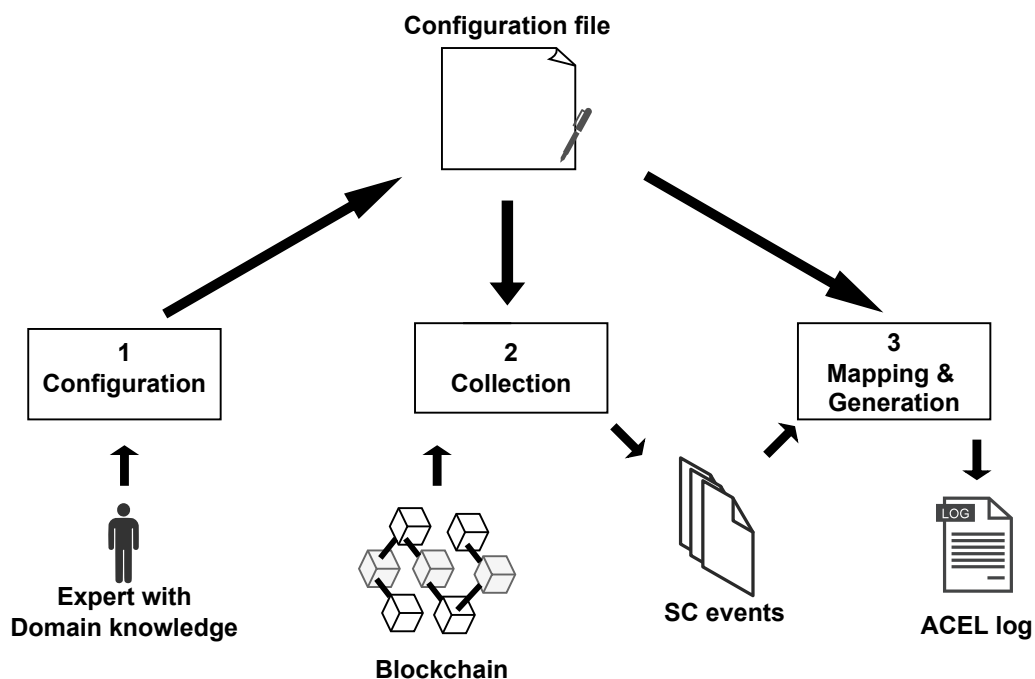 Configuration file
1
Configuration
2
Collection
3
Mapping &
Generation
Expert with
Domain knowledge
Blockchain
SC events
LOG
ACEL log